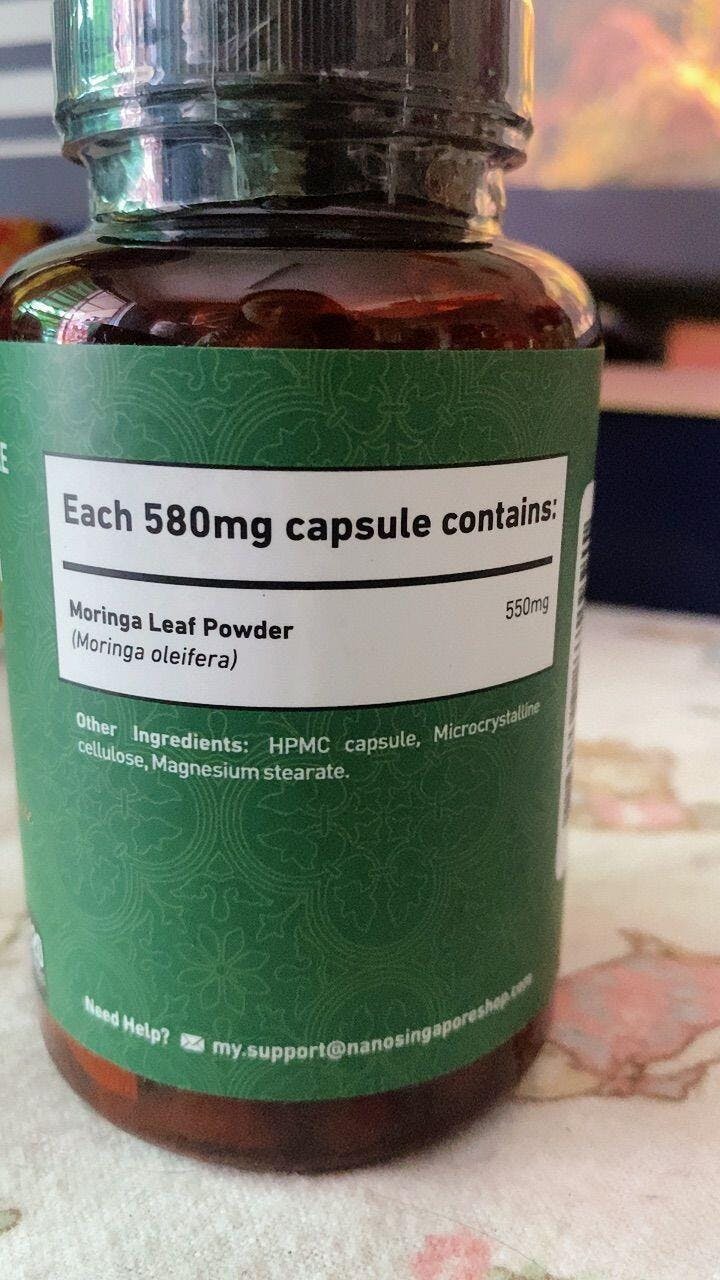 Each 580mg capsule contains:
Moringa Leaf Powder 550mg
(Moringa oleifera)
Other Ingredients: HPMC capsule, Microcrystalline
cellulose, Magnesium stearate.
Need Help? my.support@nanosingaporeshop.com